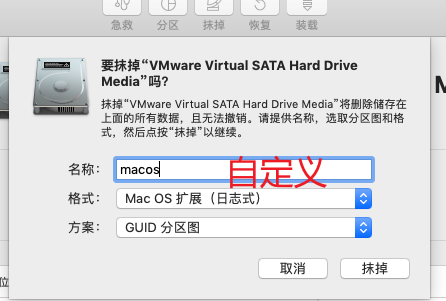 急救 分区 抹掉 恢复 装载
要抹掉“VMware Virtual SATA Hard Drive
Media”吗?
抹掉“VMware Virtual SATA Hard Drive Media”将删除储存在
上面的所有数据，且无法撤销。请提供名称，选取分区图和格
式，然后点按“抹掉”以继续。
名称： macos 自定义
格式： Mac OS 扩展（日志式）
方案： GUID 分区图
取消 抹掉
M
位